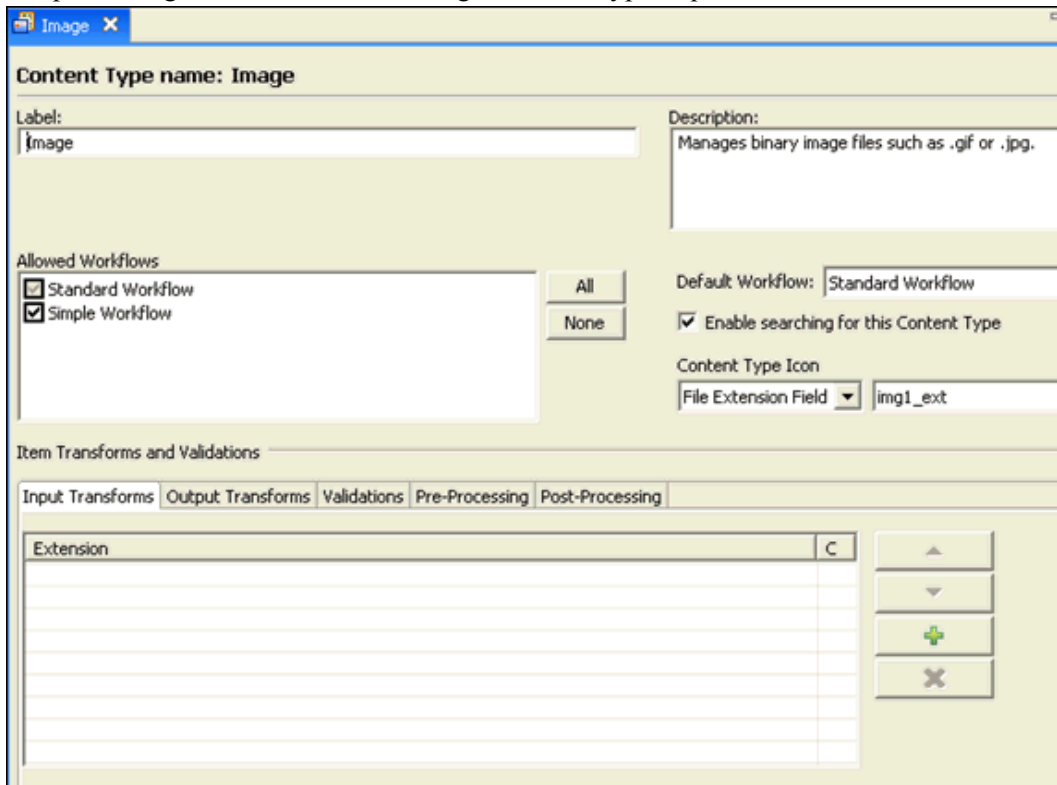 Image
Content Type name: Image
Label:
Image
Description:
Manages binary image files such as .gif or .jpg.
Allowed Workflows
Standard Workflow
Simple Workflow
All
None
Default Workflow: Standard Workflow
Enable searching for this Content Type
Content Type Icon
File Extension Field img1_ext
Item Transforms and Validations
Input Transforms Output Transforms Validations Pre-Processing Post-Processing
Extension C